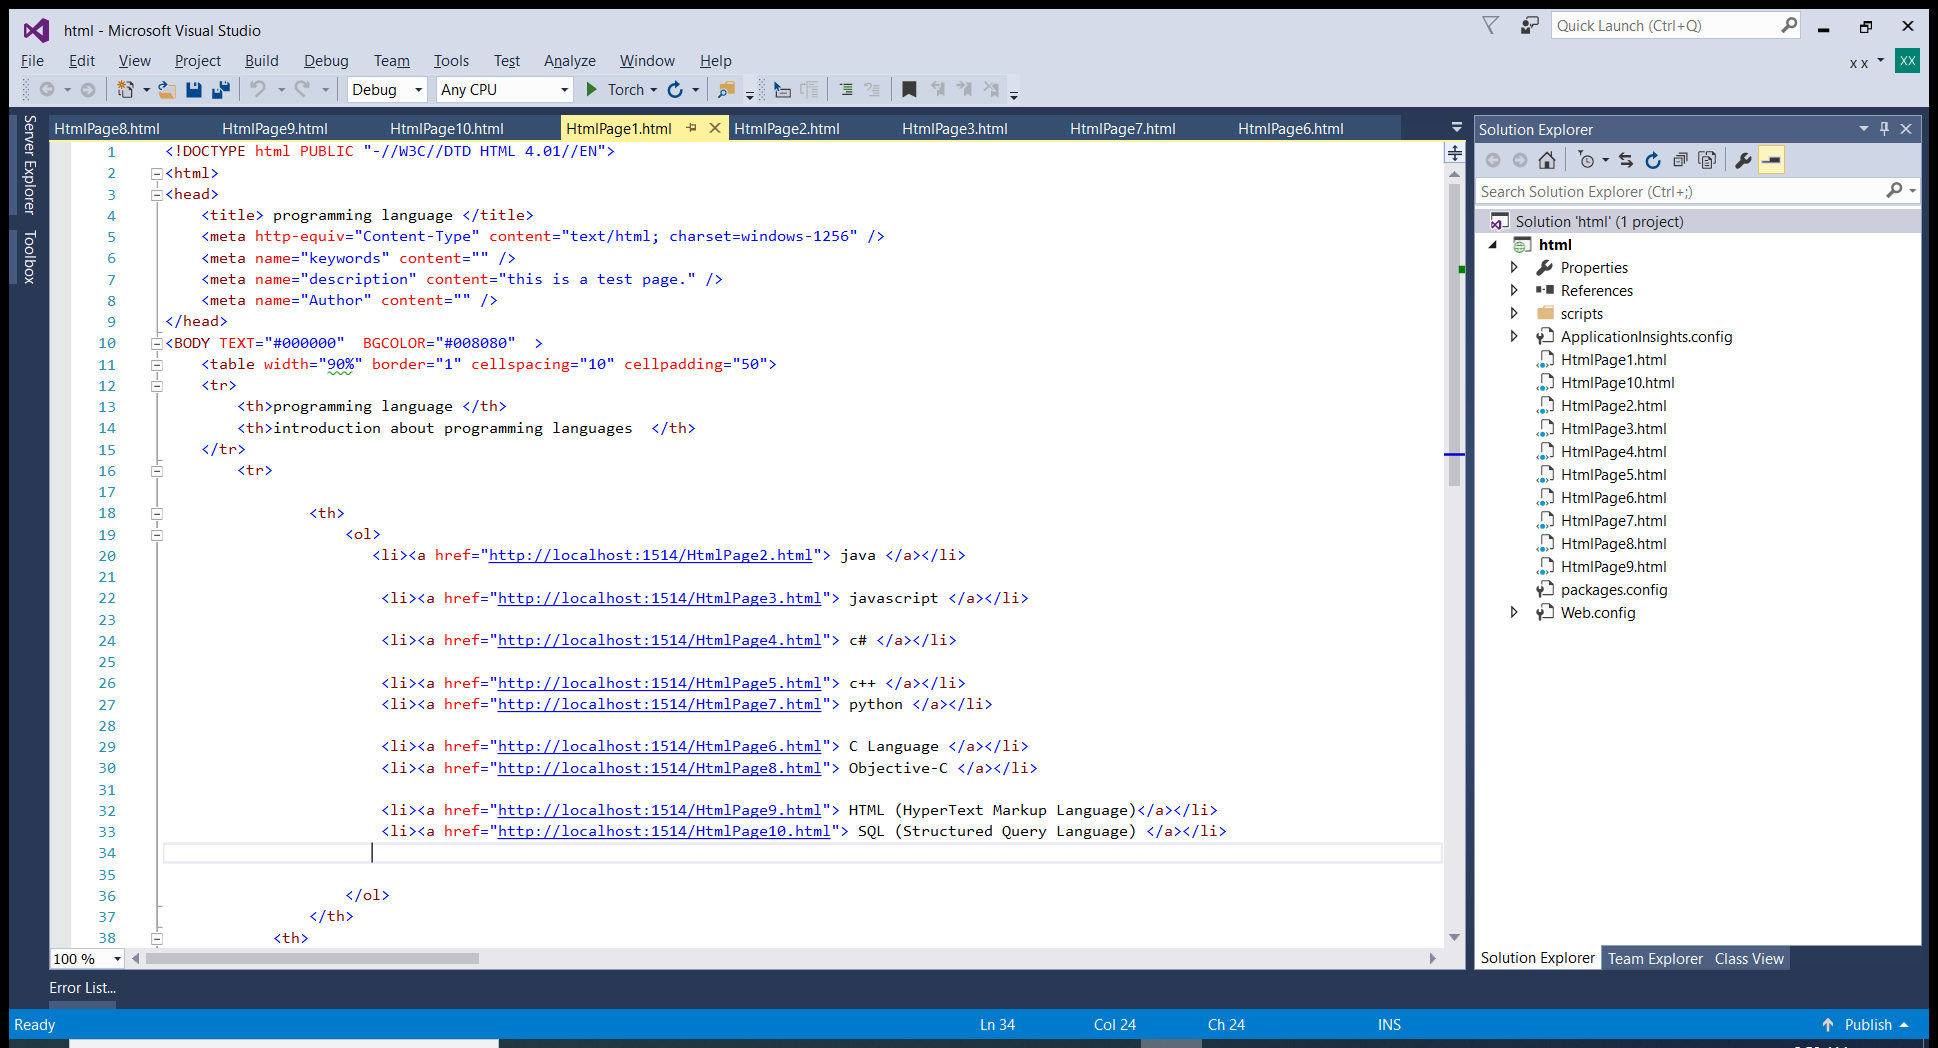 html - Microsoft Visual Studio
Quick Launch (Ctrl+Q)
File Edit View Project Build Debug Team Tools Test Analyze Window Help
x x XX
Debug Any CPU Torch
Server Explorer
Toolbox
HtmlPage8.html HtmlPage9.html HtmlPage10.html HtmlPage1.html HtmlPage2.html HtmlPage3.html HtmlPage7.html HtmlPage6.html
1 <!DOCTYPE html PUBLIC "-//W3C//DTD HTML 4.01//EN">
2 <html>
3 <head>
4 <title> programming language </title>
5 <meta http-equiv="Content-Type" content="text/html; charset=windows-1256" />
6 <meta name="keywords" content="" />
7 <meta name="description" content="this is a test page." />
8 <meta name="Author" content="" />
9 </head>
10 <BODY TEXT="#000000" BGCOLOR="#008080" >
11 <table width="90%" border="1" cellspacing="10" cellpadding="50">
12 <tr>
13 <th>programming language </th>
14 <th>introduction about programming languages </th>
15 </tr>
16 <tr>
17
18 <th>
19 <ol>
20 <li><a href="http://localhost:1514/HtmlPage2.html"> java </a></li>
21
22 <li><a href="http://localhost:1514/HtmlPage3.html"> javascript </a></li>
23
24 <li><a href="http://localhost:1514/HtmlPage4.html"> c# </a></li>
25
26 <li><a href="http://localhost:1514/HtmlPage5.html"> c++ </a></li>
27 <li><a href="http://localhost:1514/HtmlPage7.html"> python </a></li>
28
29 <li><a href="http://localhost:1514/HtmlPage6.html"> C Language </a></li>
30 <li><a href="http://localhost:1514/HtmlPage8.html"> Objective-C </a></li>
31
32 <li><a href="http://localhost:1514/HtmlPage9.html"> HTML (HyperText Markup Language)</a></li>
33 <li><a href="http://localhost:1514/HtmlPage10.html"> SQL (Structured Query Language) </a></li>
34
35
36 </ol>
37 </th>
38 <th>
100 %
Solution Explorer
Search Solution Explorer (Ctrl+;)
Solution 'html' (1 project)
html
Properties
References
scripts
ApplicationInsights.config
HtmlPage1.html
HtmlPage10.html
HtmlPage2.html
HtmlPage3.html
HtmlPage4.html
HtmlPage5.html
HtmlPage6.html
HtmlPage7.html
HtmlPage8.html
HtmlPage9.html
packages.config
Web.config
Solution Explorer Team Explorer Class View
Error List...
Ready Ln 34 Col 24 Ch 24 INS Publish